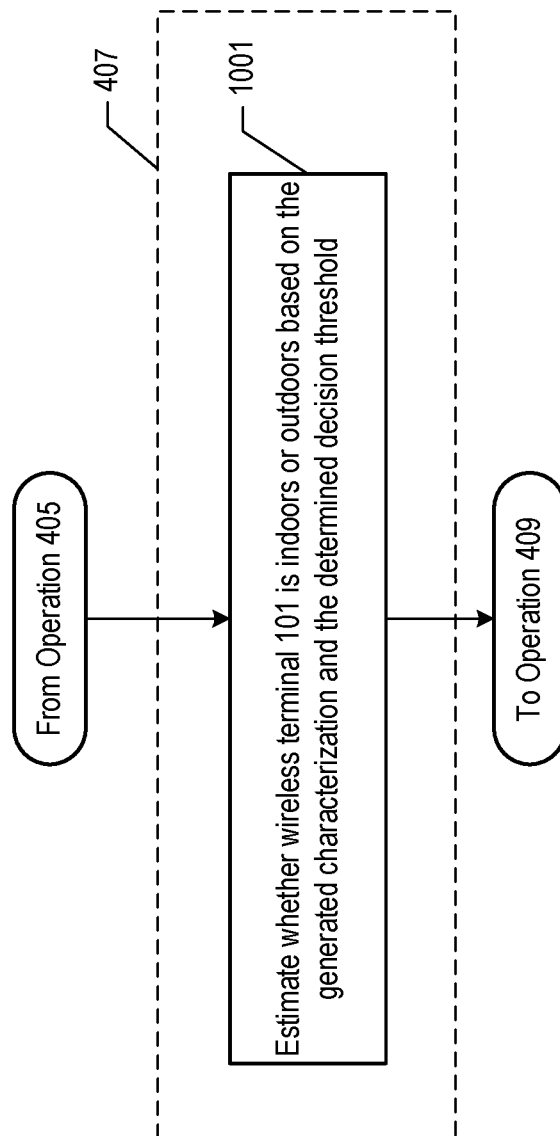 From Operation 405
407
1001
Estimate whether wireless terminal 101 is indoors or outdoors based on the
generated characterization and the determined decision threshold
To Operation 409